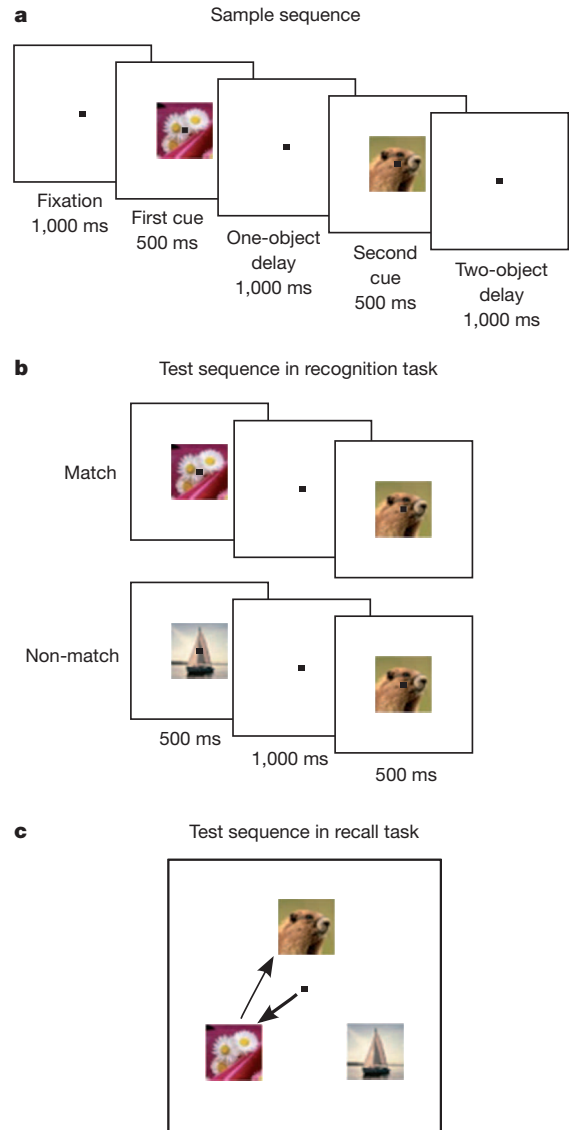 a
Sample sequence
Fixation
1,000 ms
First cue
500 ms
One-object
delay
1,000 ms
Second
cue
500 ms
Two-object
delay
1,000 ms
b
Test sequence in recognition task
Match
Non-match
500 ms
1,000 ms
500 ms
c
Test sequence in recall task